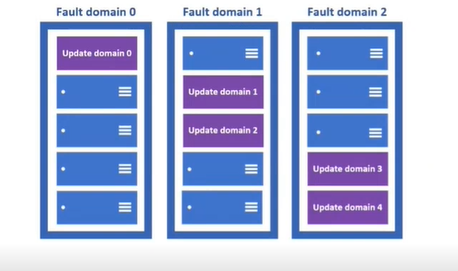 Fault domain 0
Fault domain 1
Fault domain 2
Update domain 0
Update domain 1
Update domain 2
Update domain 3
Update domain 4